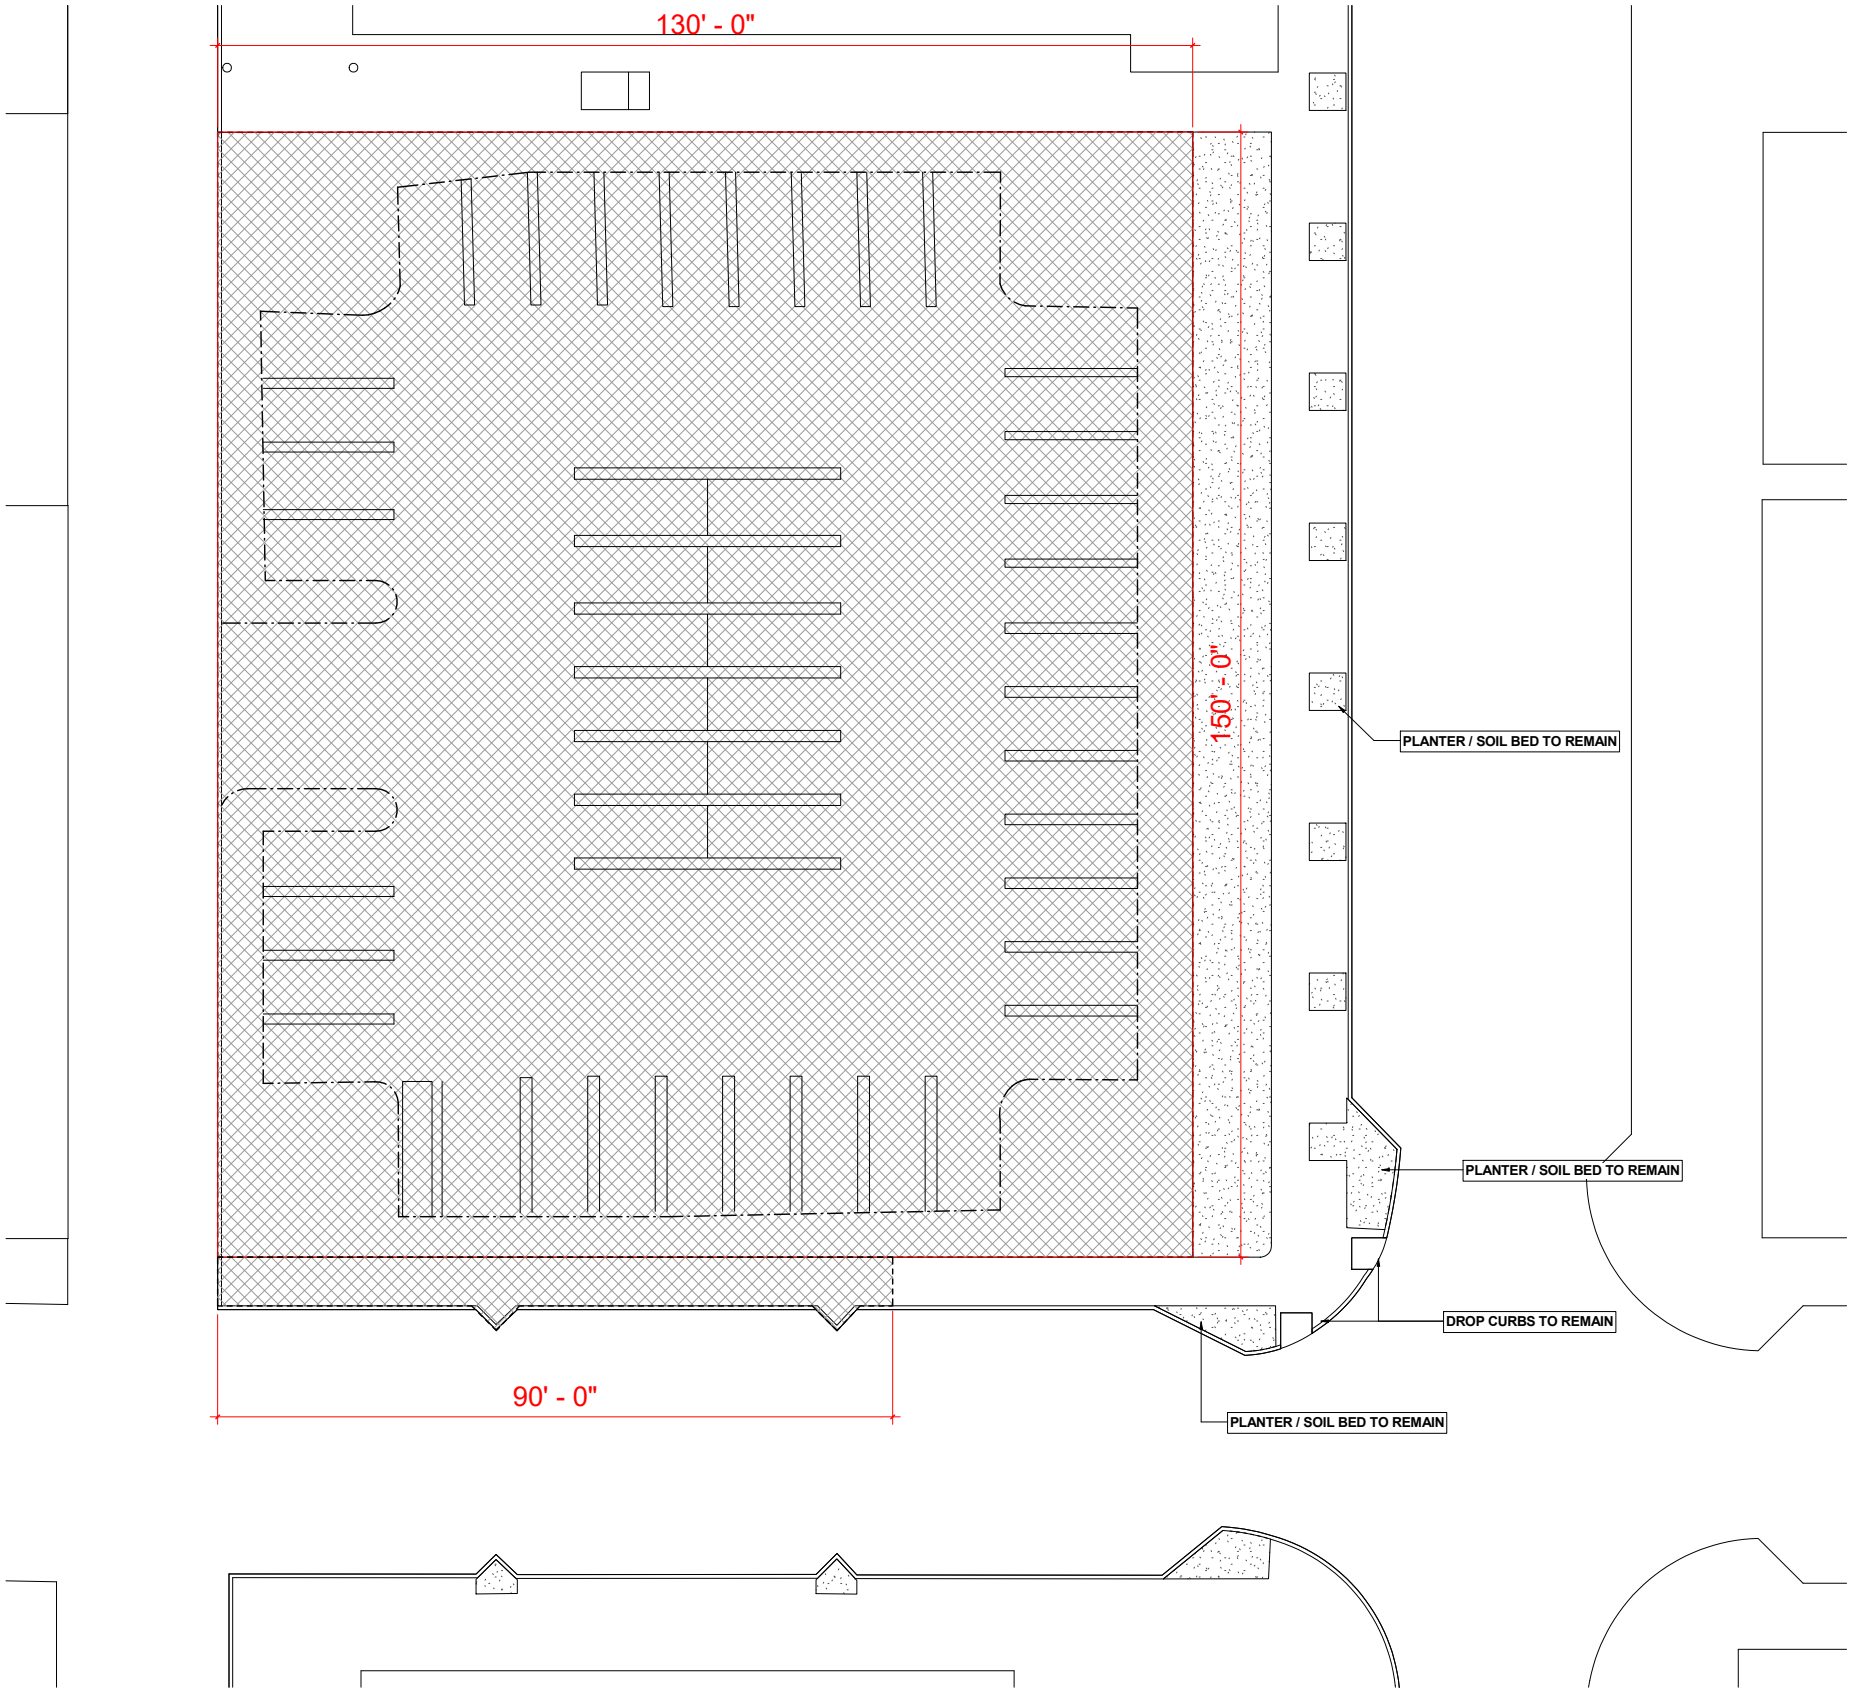 130' - 0"
150' - 0"
PLANTER / SOIL BED TO REMAIN
PLANTER / SOIL BED TO REMAIN
DROP CURBS TO REMAIN
90' - 0"
PLANTER / SOIL BED TO REMAIN